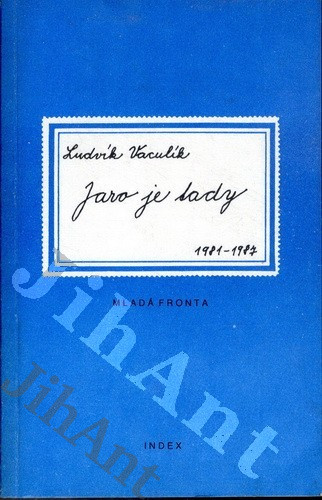 Ludvík Vaculík
Jaro je tady
1981-1987
MLADÁ FRONTA
INDEX
JihAnt
JihAnt